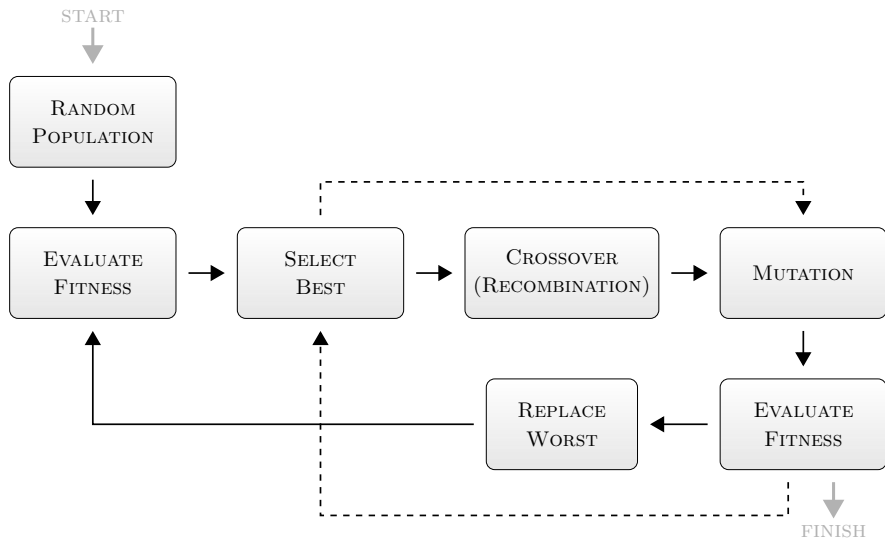 START
RANDOM
POPULATION
EVALUATE
FITNESS
SELECT
BEST
CROSSOVER
(RECOMBINATION)
MUTATION
REPLACE
WORST
EVALUATE
FITNESS
FINISH